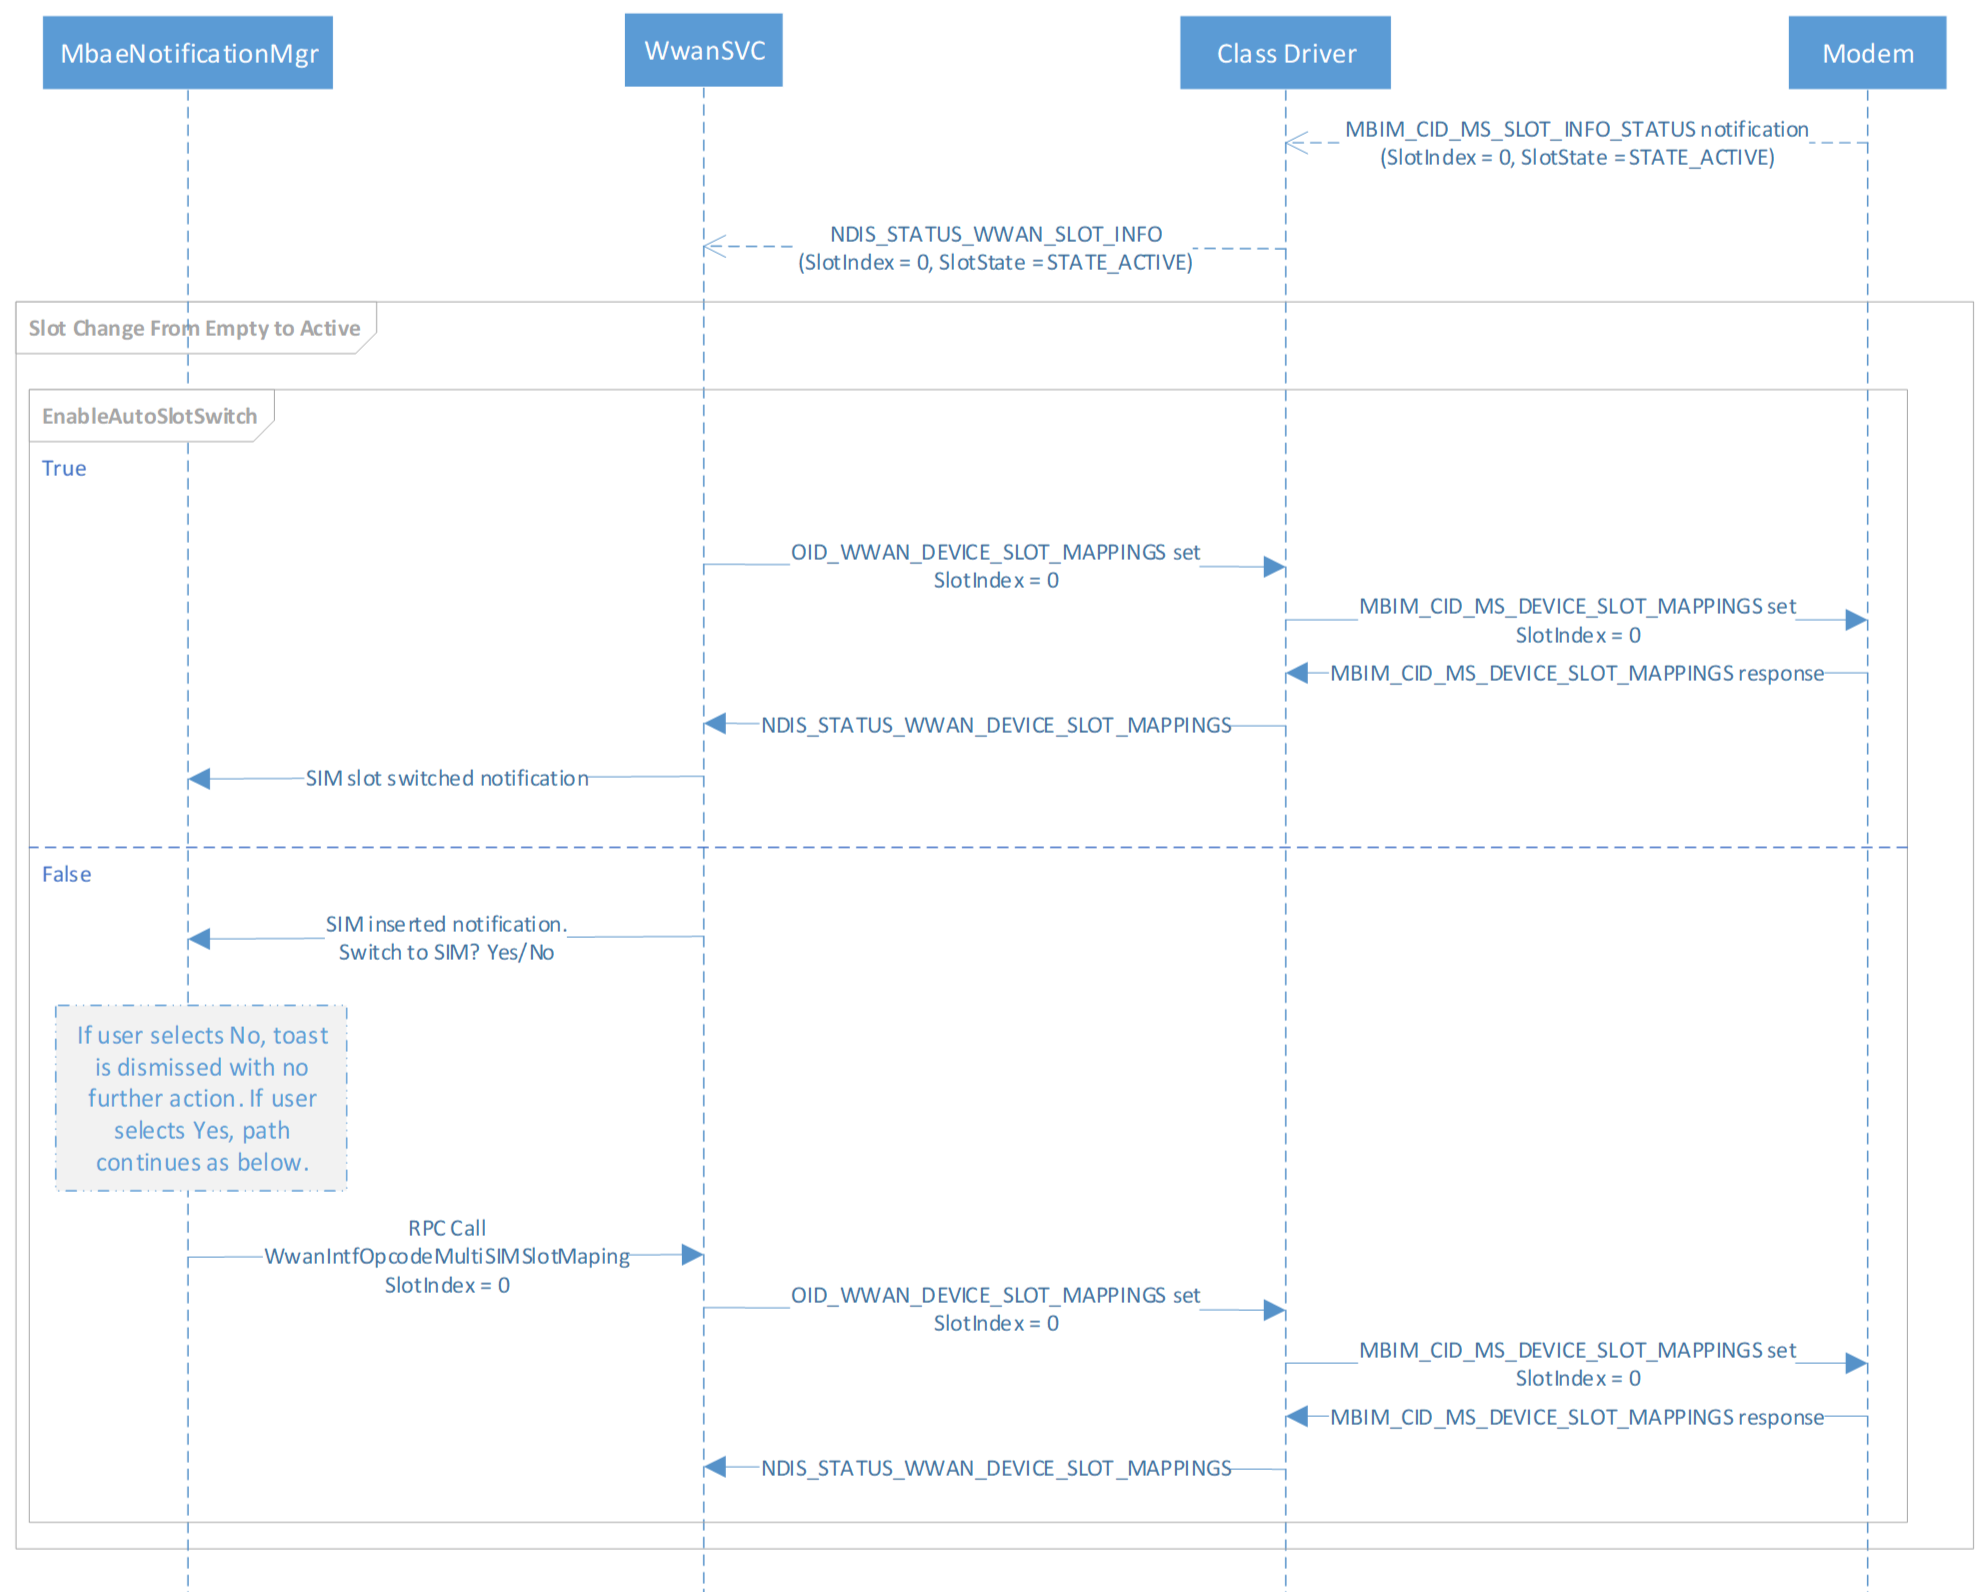 MbaeNotificationMgr
WwanSVC
Class Driver
Modem
MBIM_CID_MS_SLOT_INFO_STATUS notification
(SlotIndex = 0, SlotState = STATE_ACTIVE)
NDIS_STATUS_WWAN_SLOT_INFO
(SlotIndex = 0, SlotState = STATE_ACTIVE)
Slot Change From Empty to Active
EnableAutoSlotSwitch
True
OID_WWAN_DEVICE_SLOT_MAPPINGS set
SlotIndex = 0
MBIM_CID_MS_DEVICE_SLOT_MAPPINGS set
SlotIndex = 0
MBIM_CID_MS_DEVICE_SLOT_MAPPINGS response
NDIS_STATUS_WWAN_DEVICE_SLOT_MAPPINGS
SIM slot switched notification
False
SIM inserted notification.
Switch to SIM? Yes/No
If user selects No, toast
is dismissed with no
further action. If user
selects Yes, path
continues as below.
RPC Call
WwanIntfOpcodeMultiSIMSlotMaping
SlotIndex = 0
OID_WWAN_DEVICE_SLOT_MAPPINGS set
SlotIndex = 0
MBIM_CID_MS_DEVICE_SLOT_MAPPINGS set
SlotIndex = 0
MBIM_CID_MS_DEVICE_SLOT_MAPPINGS response
NDIS_STATUS_WWAN_DEVICE_SLOT_MAPPINGS